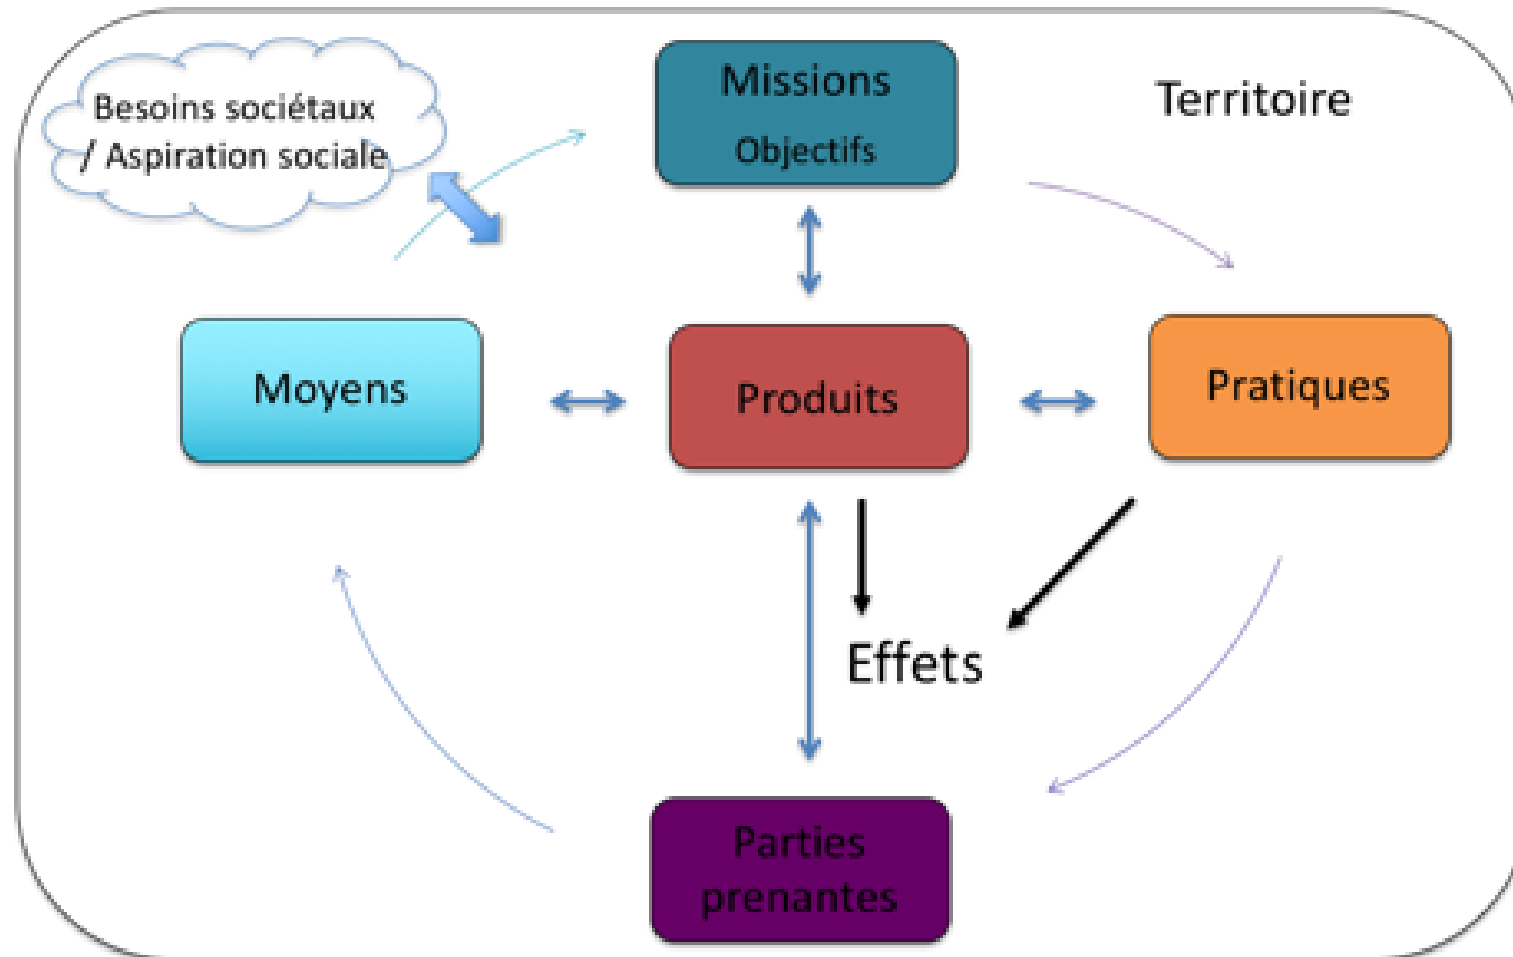 Besoins sociétaux
/ Aspiration sociale
Missions
Objectifs
Territoire
Moyens
Produits
Pratiques
Effets
Parties
prenantes